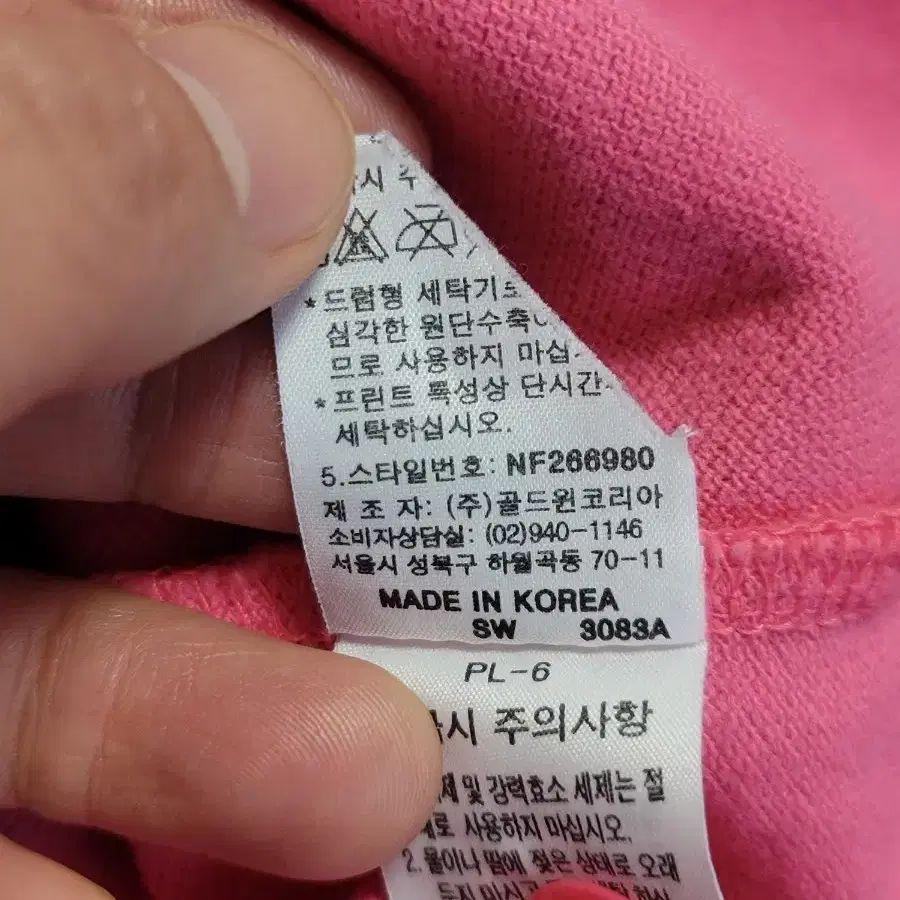 시 주
*드럼형 세탁기로
심각한 원단수축
므로 사용하지 마십
*프린트 특성상 단시간
세탁하십시오.
5.스타일번호: NF266980
제 조 자: (주)골드윈코리아
소비자상담실: (02)940-1146
서울시 성북구 하월곡동 70-11
MADE IN KOREA
SW 3083A
PL-6
시 주의사항
제 및 강력효소 세제는 절
로 사용하지 마십시오.
2. 물이나 땀에 젖은 상태로 오래